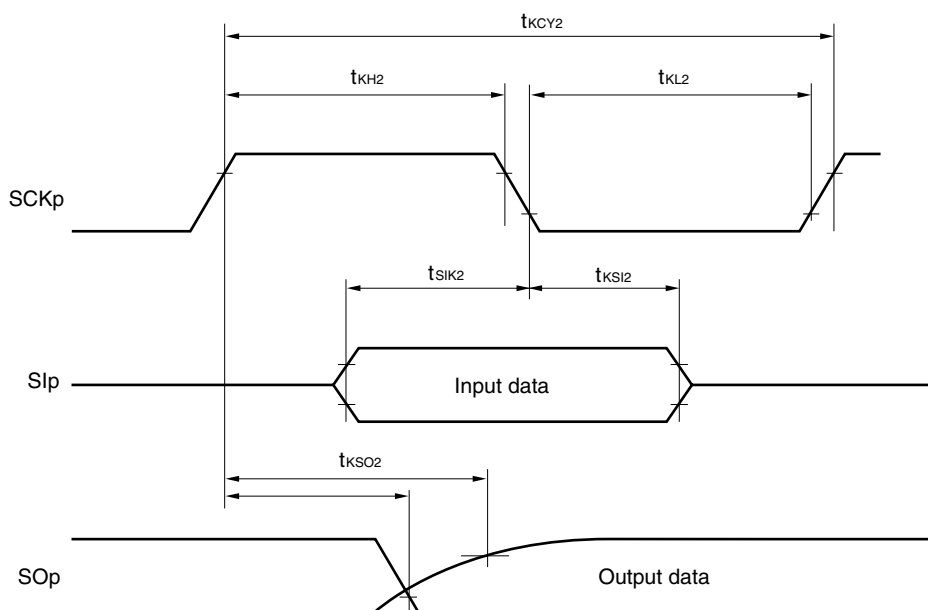 tKCY2
tKH2
tKL2
SCKp
tSIK2
tKSI2
SIp
Input data
tKSO2
SOp
Output data